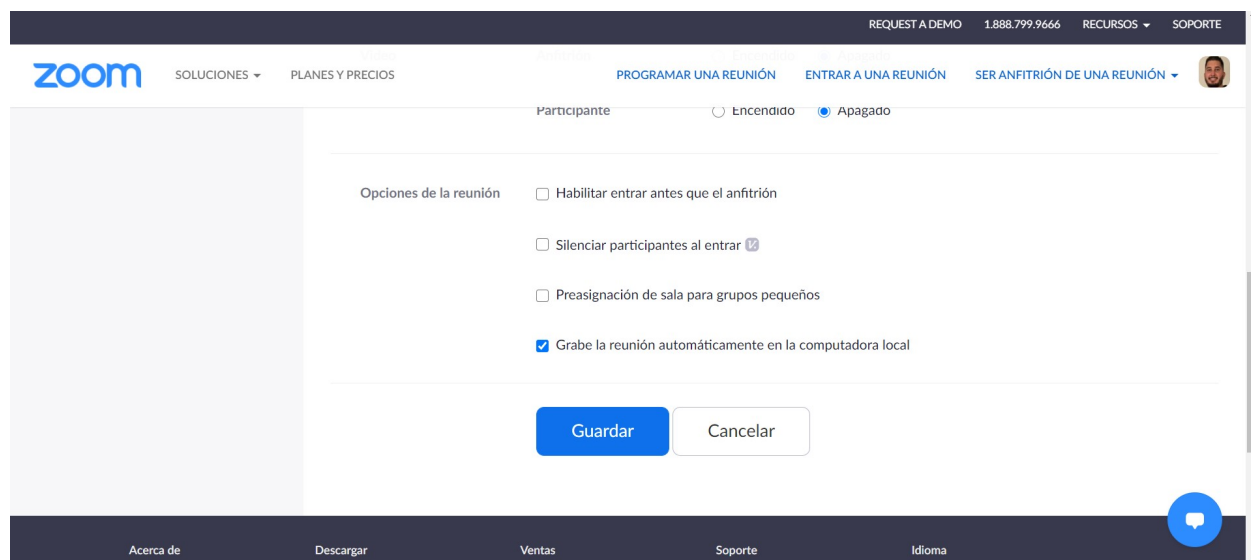 REQUEST A DEMO 1.888.799.9666 RECURSOS SOPORTE
zoom SOLUCIONES PLANES Y PRECIOS PROGRAMAR UNA REUNIÓN ENTRAR A UNA REUNIÓN SER ANFITRIÓN DE UNA REUNIÓN
Participante Encendido Apagado
Opciones de la reunión Habilitar entrar antes que el anfitrión
Silenciar participantes al entrar
Preasignación de sala para grupos pequeños
Grabe la reunión automáticamente en la computadora local
Guardar Cancelar
Acerca de Descargar Ventas Soporte Idioma